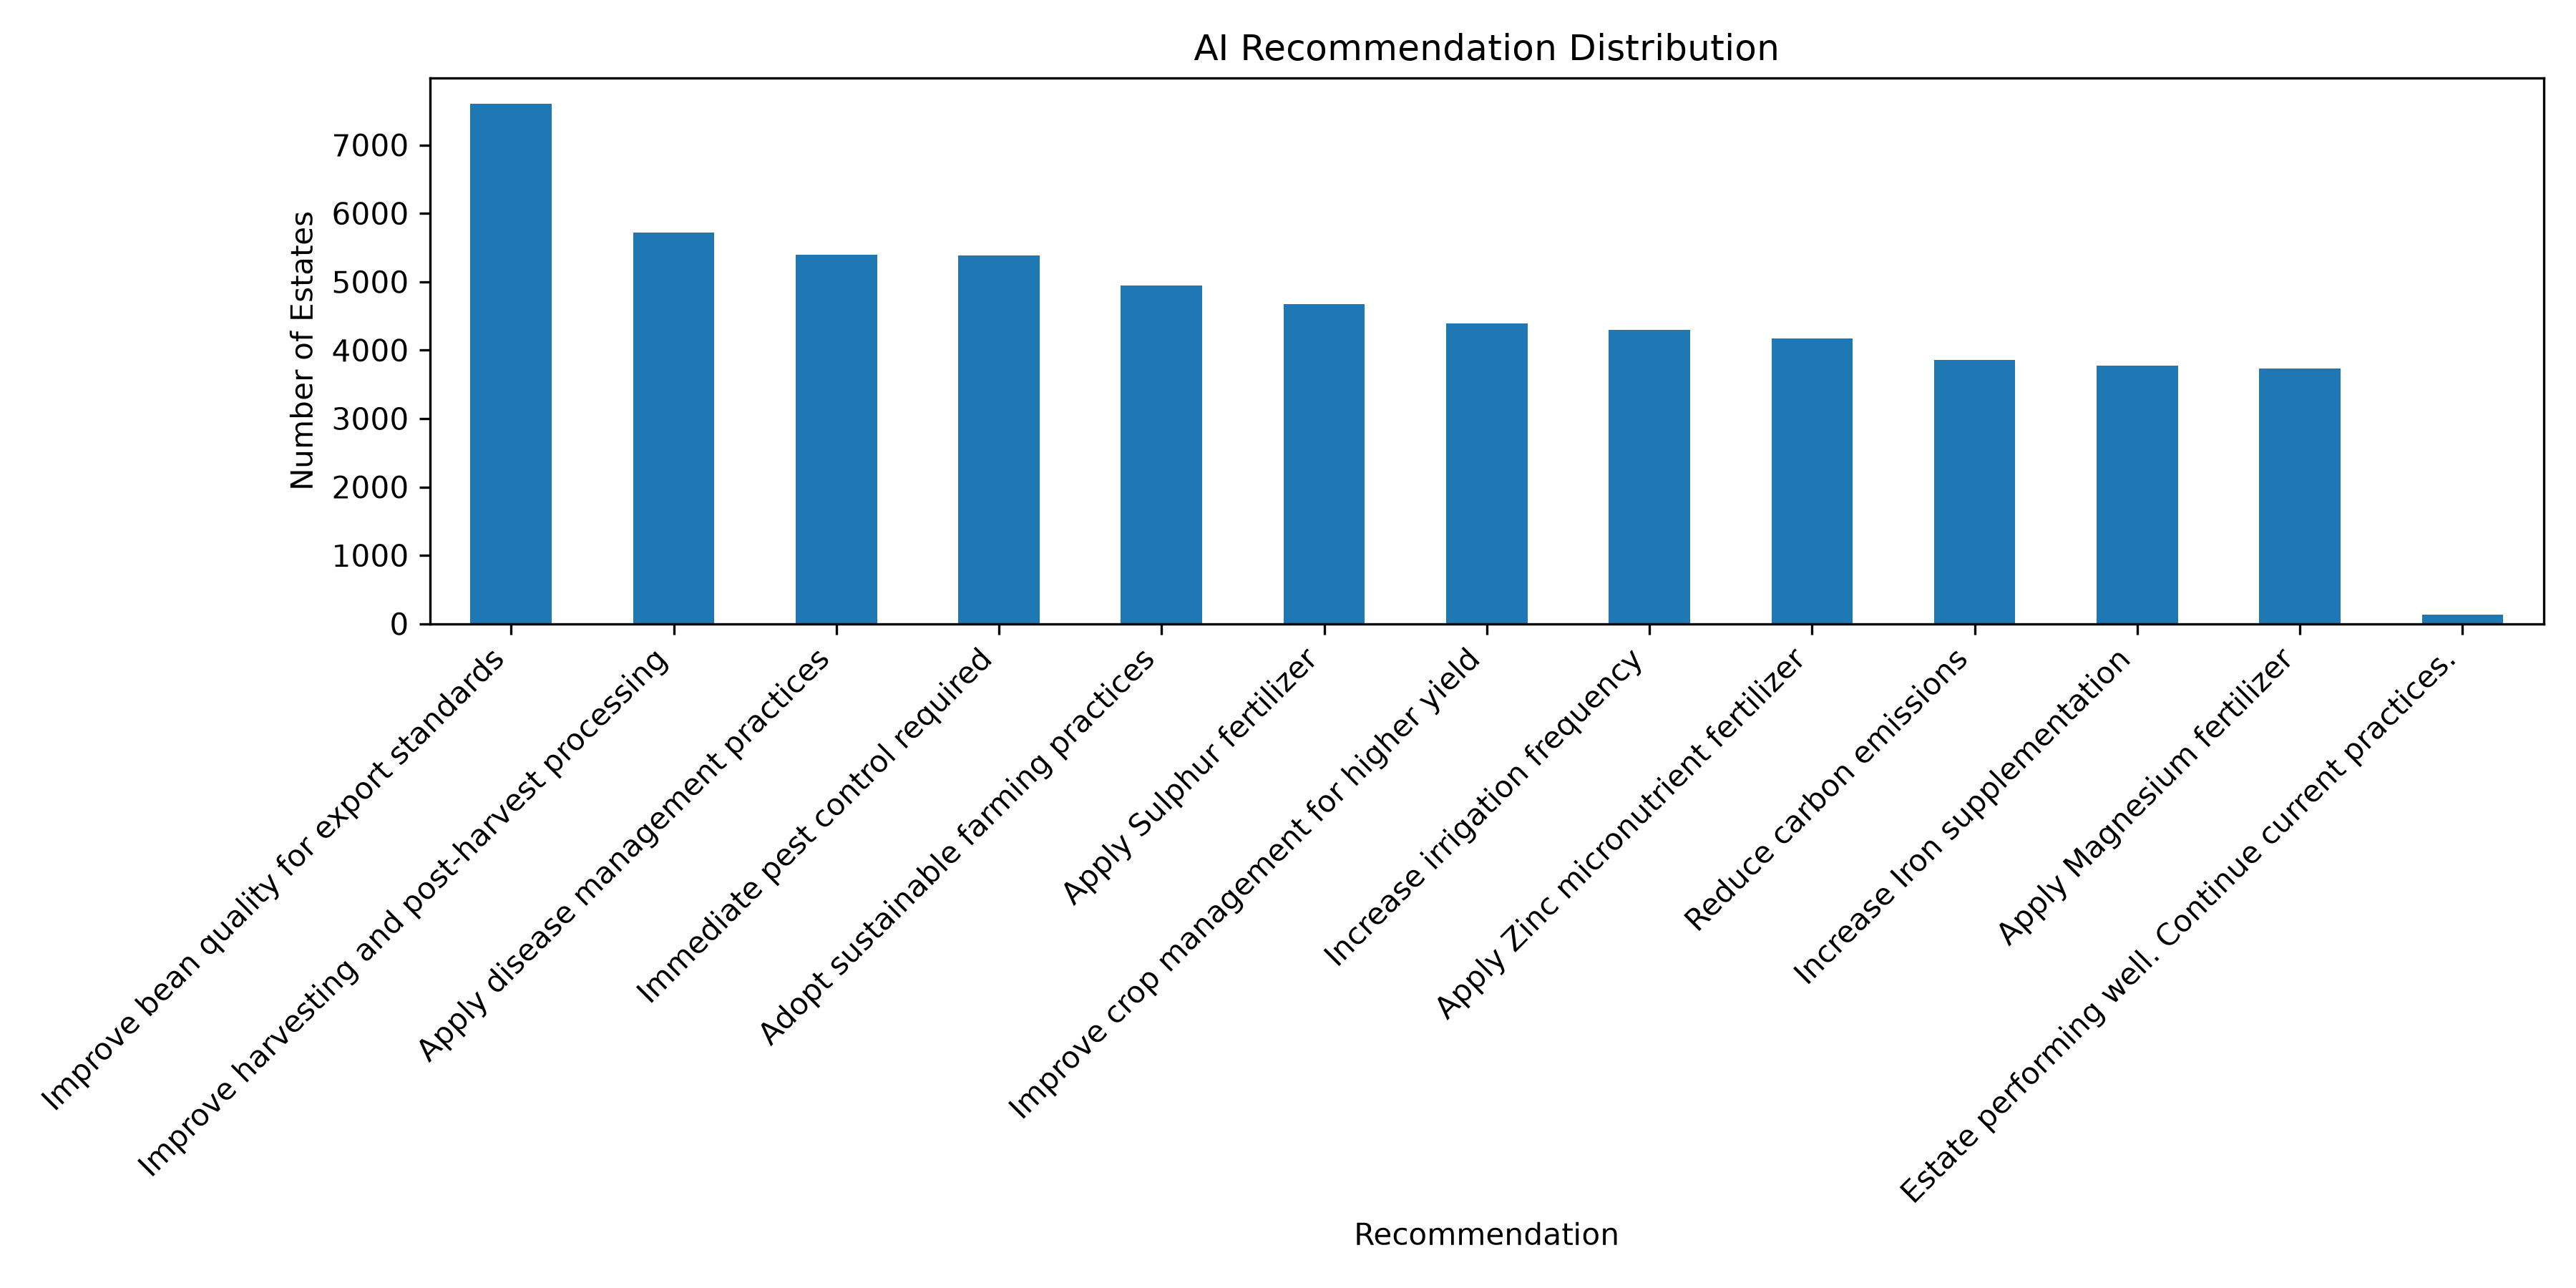 AI Recommendation Distribution
Number of Estates
7000
6000
5000
4000
3000
2000
1000
0
Improve bean quality for export standards
Improve harvesting and post-harvest processing
Apply disease management practices
Immediate pest control required
Adopt sustainable farming practices
Apply Sulphur fertilizer
Improve crop management for higher yield
Increase irrigation frequency
Apply Zinc micronutrient fertilizer
Reduce carbon emissions
Increase Iron supplementation
Apply Magnesium fertilizer
Estate performing well. Continue current practices.
Recommendation